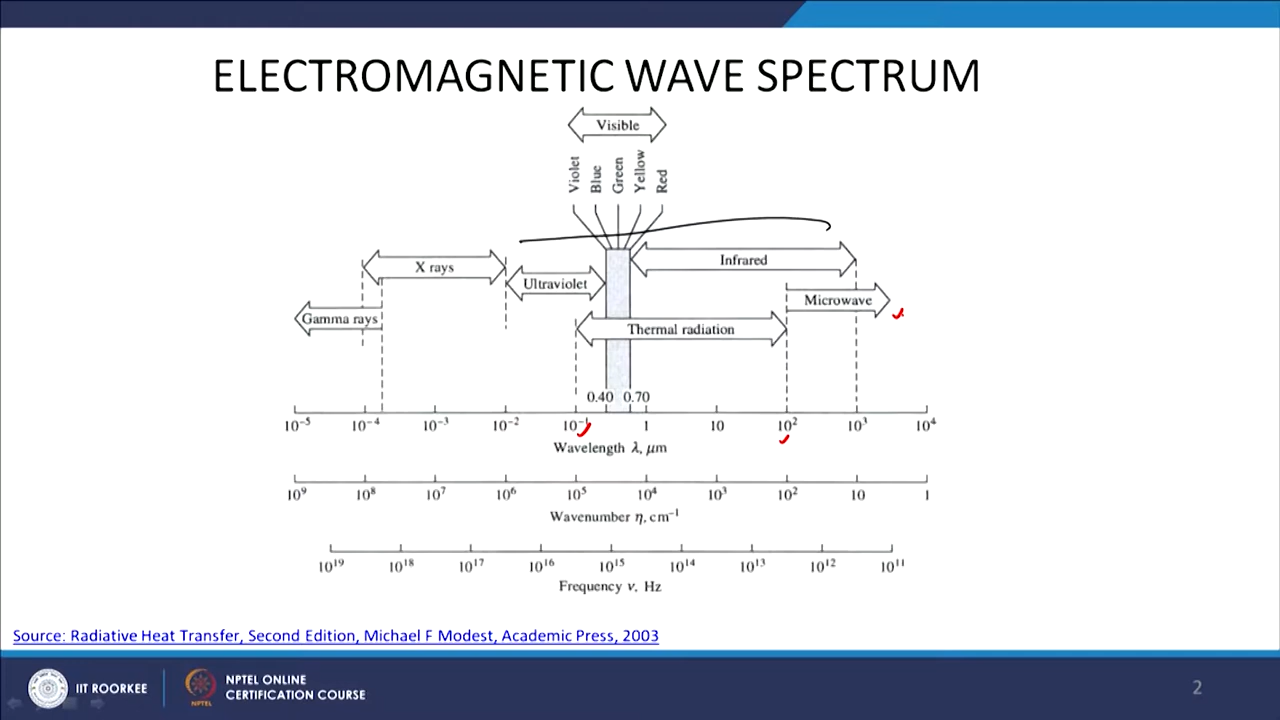 ELECTROMAGNETIC WAVE SPECTRUM
Visible
Violet
Blue
Green
Yellow
Red
X rays
Infrared
Ultraviolet
Microwave
Gamma rays
Thermal radiation
0.40 0.70
10⁻⁵ 10⁻⁴ 10⁻³ 10⁻² 10⁻¹ 1 10 10² 10³ 10⁴
Wavelength λ, μm
10⁹ 10⁸ 10⁷ 10⁶ 10⁵ 10⁴ 10³ 10² 10 1
Wavenumber η, cm⁻¹
10¹⁹ 10¹⁸ 10¹⁷ 10¹⁶ 10¹⁵ 10¹⁴ 10¹³ 10¹² 10¹¹
Frequency ν, Hz
Source: Radiative Heat Transfer, Second Edition, Michael F Modest, Academic Press, 2003
IIT ROORKEE
NPTEL
NPTEL ONLINE
CERTIFICATION COURSE
2